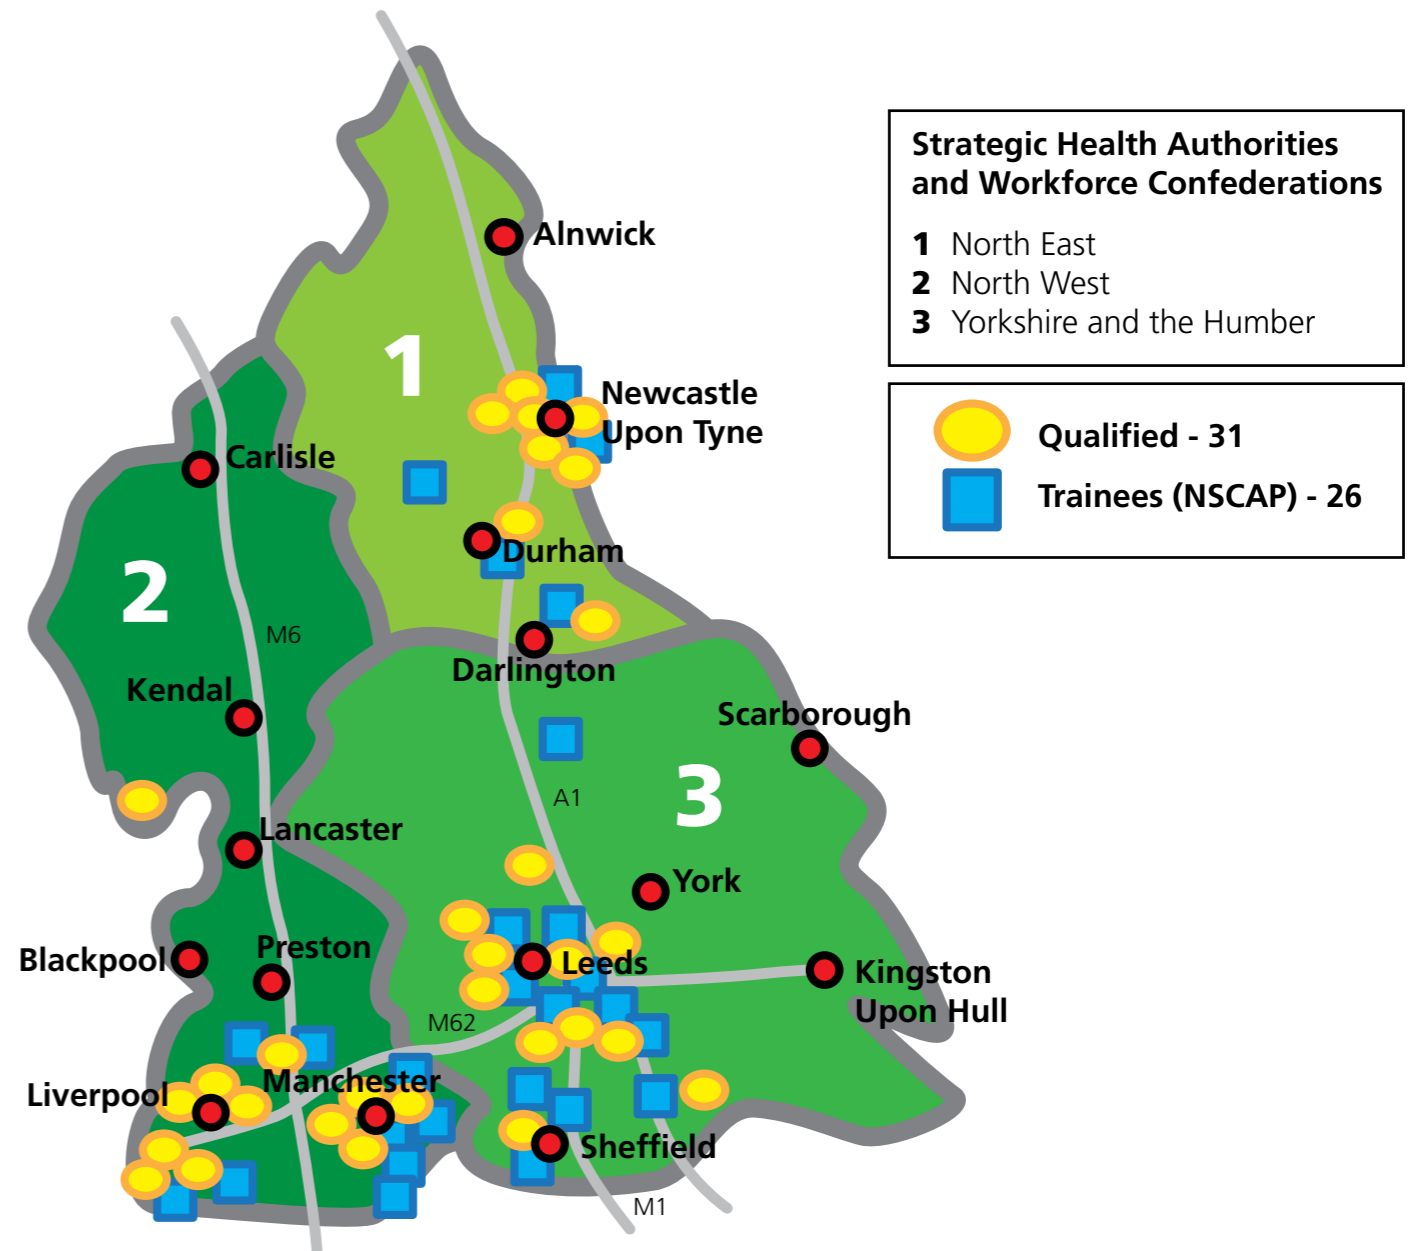 Alnwick
Strategic Health Authorities
and Workforce Confederations
1 North East
2 North West
3 Yorkshire and the Humber
1
Newcastle
Upon Tyne
Qualified - 31
Trainees (NSCAP) - 26
Carlisle
Durham
2
M6
Darlington
Kendal
Scarborough
3
A1
Lancaster
York
Blackpool
Preston
Leeds
Kingston
Upon Hull
M62
Liverpool
Manchester
Sheffield
M1